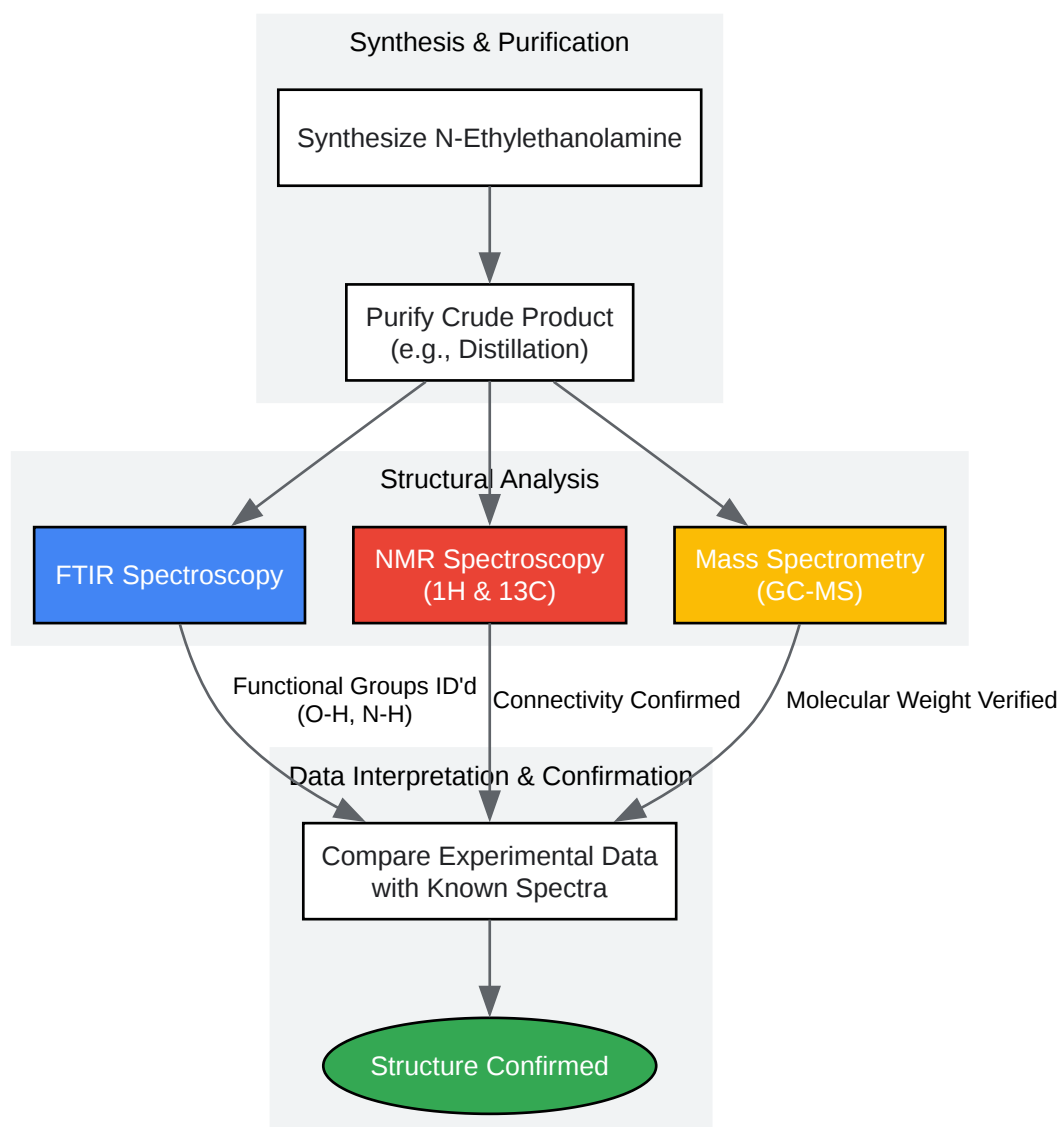 Synthesis & Purification
Synthesize N-Ethylethanolamine
Purify Crude Product
(e.g., Distillation)
Structural Analysis
FTIR Spectroscopy
NMR Spectroscopy
(1H & 13C)
Mass Spectrometry
(GC-MS)
Functional Groups ID'd
(O-H, N-H)
Connectivity Confirmed
Molecular Weight Verified
Data Interpretation & Confirmation
Compare Experimental Data
with Known Spectra
Structure Confirmed